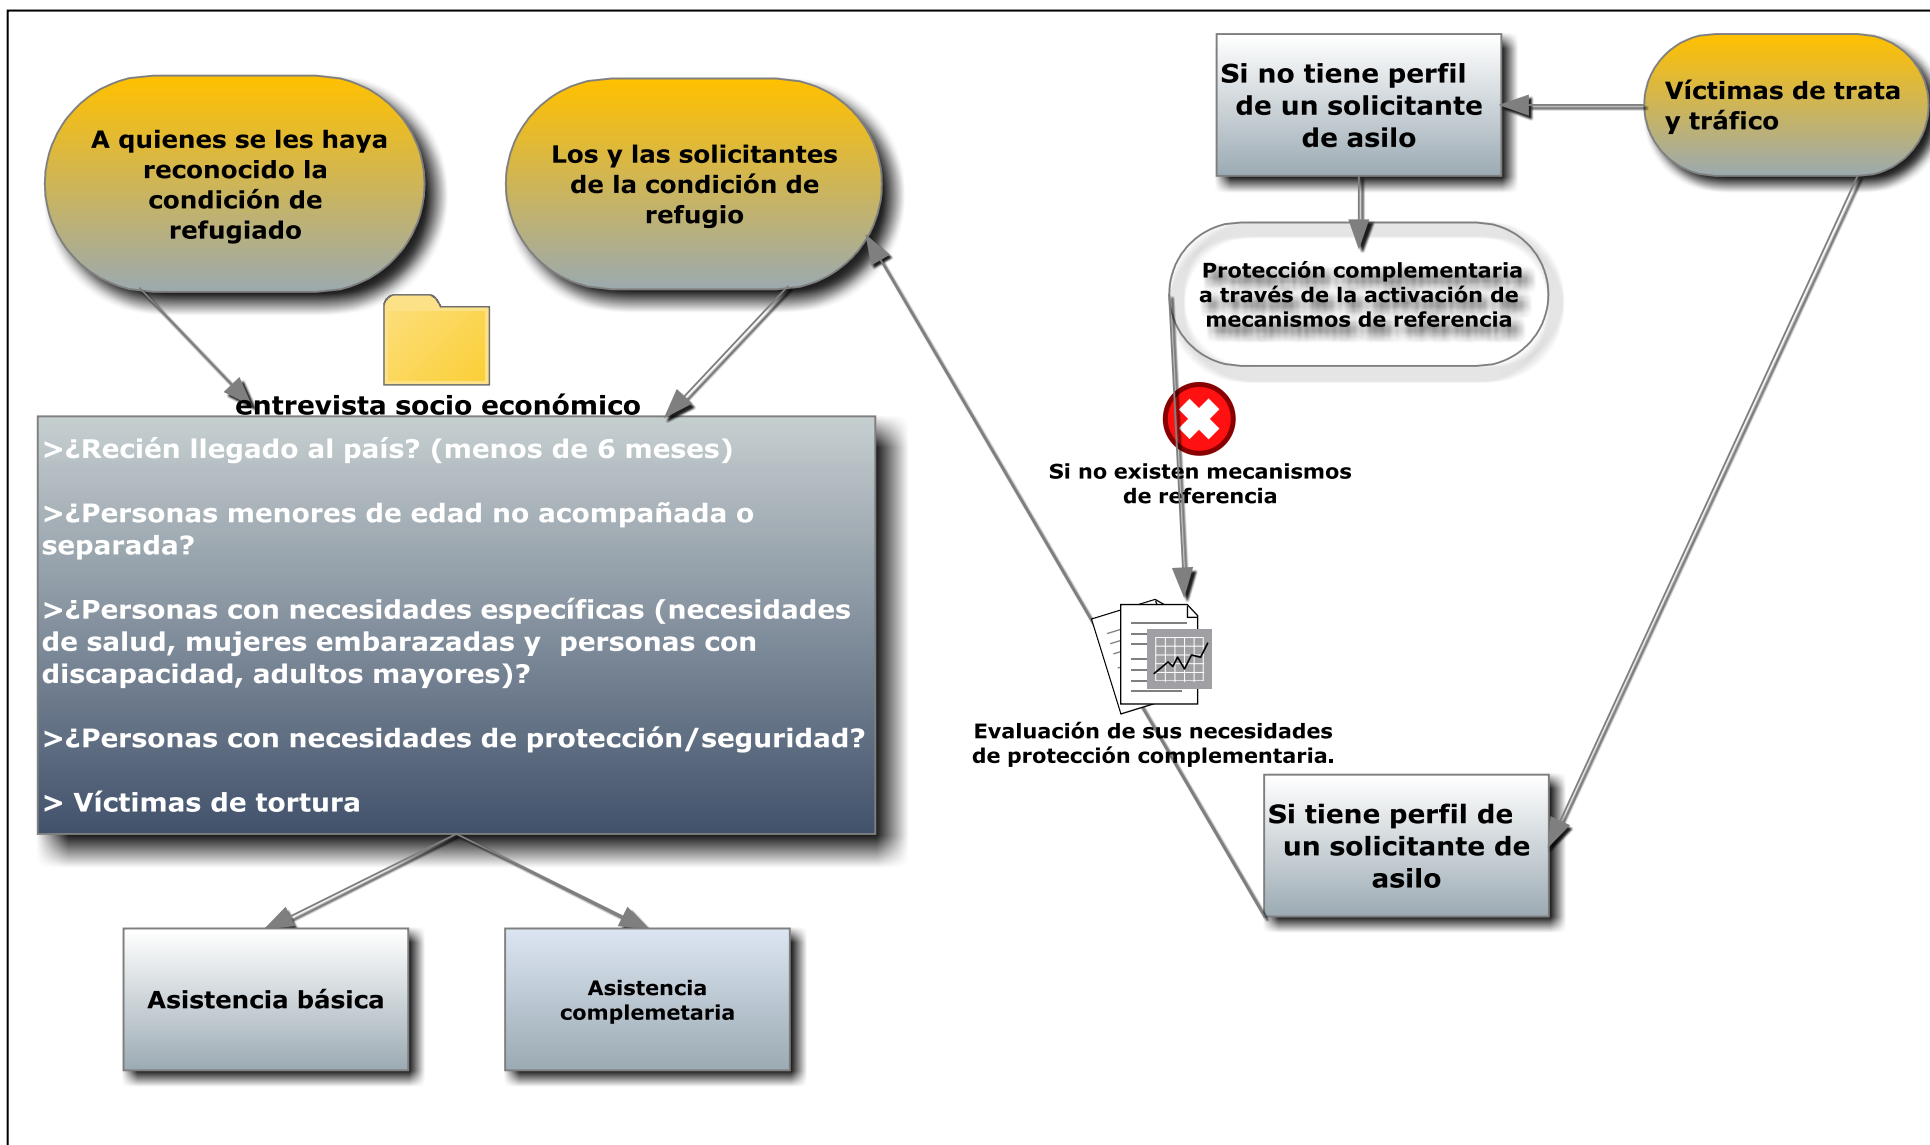 A quienes se les haya
reconocido la
condición de
refugiado
Los y las solicitantes
de la condición de
refugio
Si no tiene perfil
de un solicitante
de asilo
Víctimas de trata
y tráfico
Protección complementaria
a través de la activación de
mecanismos de referencia
entrevista socio económico
>¿Recién llegado al país? (menos de 6 meses)
>¿Personas menores de edad no acompañada o
separada?
>¿Personas con necesidades específicas (necesidades
de salud, mujeres embarazadas y  personas con
discapacidad, adultos mayores)?
>¿Personas con necesidades de protección/seguridad?
> Víctimas de tortura
Si no existen mecanismos
de referencia
Evaluación de sus necesidades
de protección complementaria.
Si tiene perfil de
un solicitante de
asilo
Asistencia básica
Asistencia
complemetaria